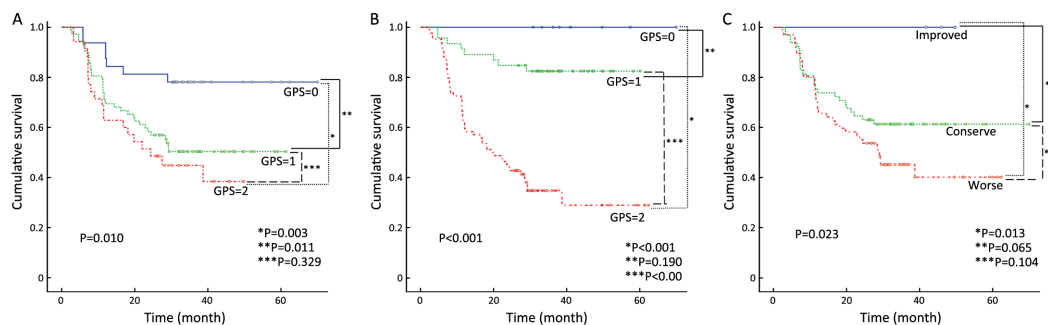 A
Cumulative survival
1.0
0.8
0.6
0.4
0.2
0
GPS=0
GPS=1
GPS=2
**
*
***
P=0.010
*P=0.003
**P=0.011
***P=0.329
0
20
40
60
Time (month)
B
Cumulative survival
1.0
0.8
0.6
0.4
0.2
0
GPS=0
GPS=1
GPS=2
**
*
***
P<0.001
*P<0.001
**P=0.190
***P<0.00
0
20
40
60
Time (month)
C
Cumulative survival
1.0
0.8
0.6
0.4
0.2
0
Improved
Conserve
Worse
*
*
*
P=0.023
*P=0.013
**P=0.065
***P=0.104
0
20
40
60
Time (month)